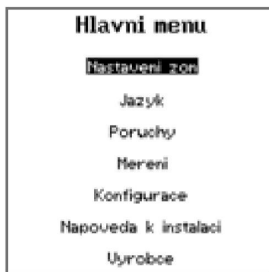 Hlavni menu
Nastaveni zon
Jazyk
Poruchy
Mereni
Konfigurace
Napoveda k instalaci
Vyrobce